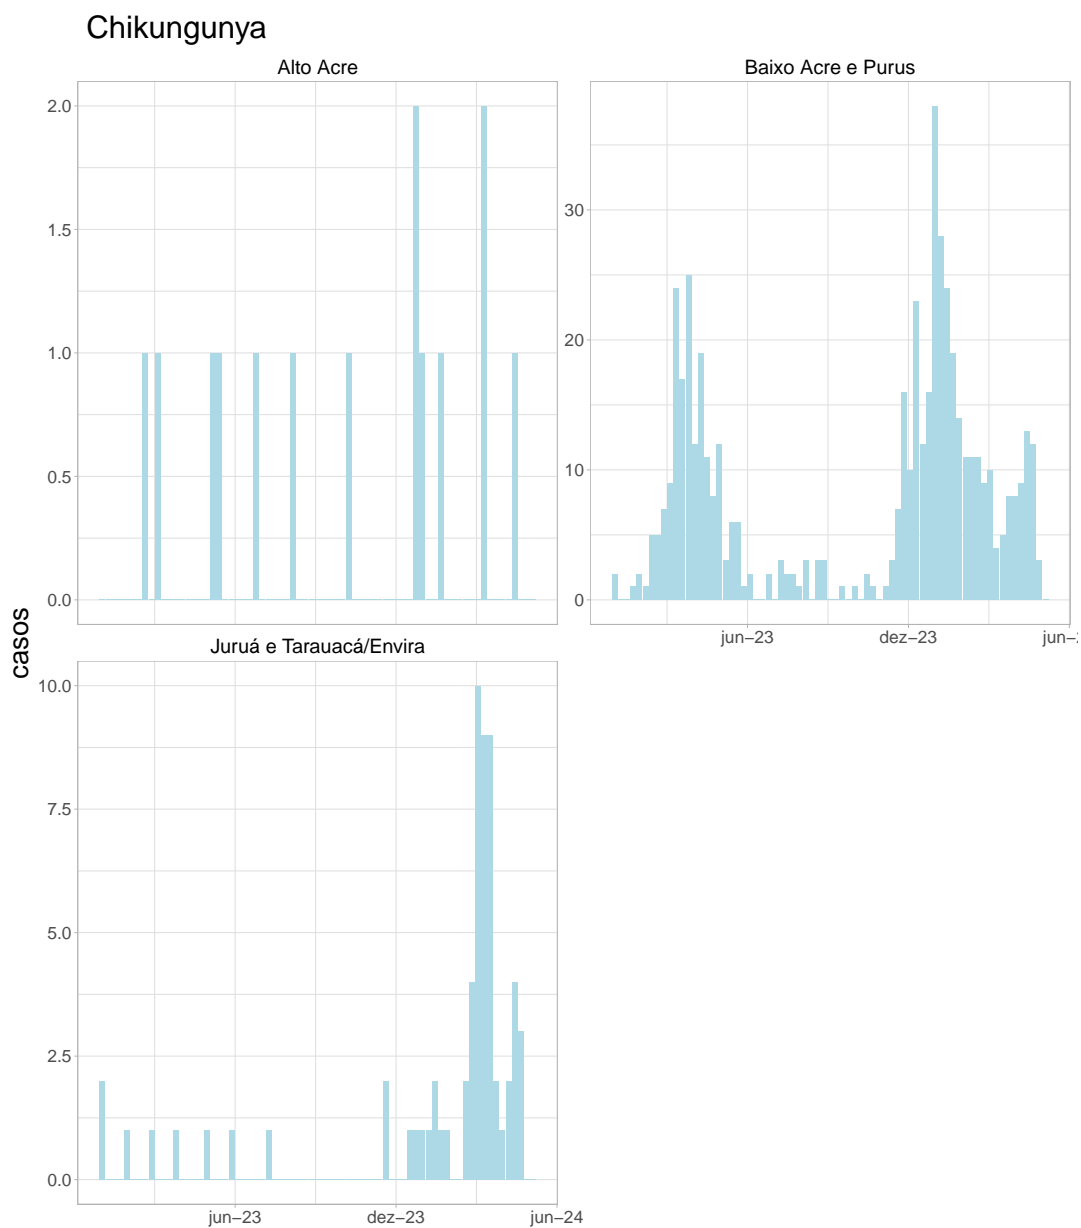 Chikungunya
Alto Acre
Baixo Acre e Purus
2.0
1.5
1.0
0.5
0.0
30
20
10
0
jun–23
dez–23
jun–2
casos
Juruá e Tarauacá/Envira
10.0
7.5
5.0
2.5
0.0
jun–23
dez–23
jun–24